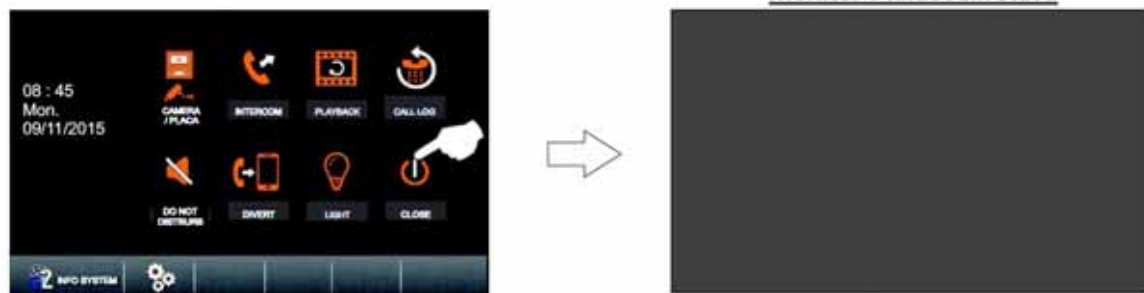 08 : 45
Mon.
09/11/2015
CAMERA
/ PLACA
INTERCOM
PLAYBACK
CALL LOG
DO NOT
DISTRURB
DIVERT
LIGHT
CLOSE
INFO SYSTEM